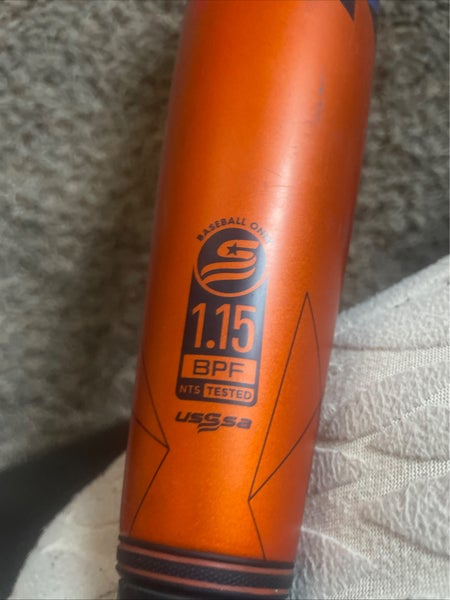 BASEBALL ONLY
1.15
BPF
NTS TESTED
usssa